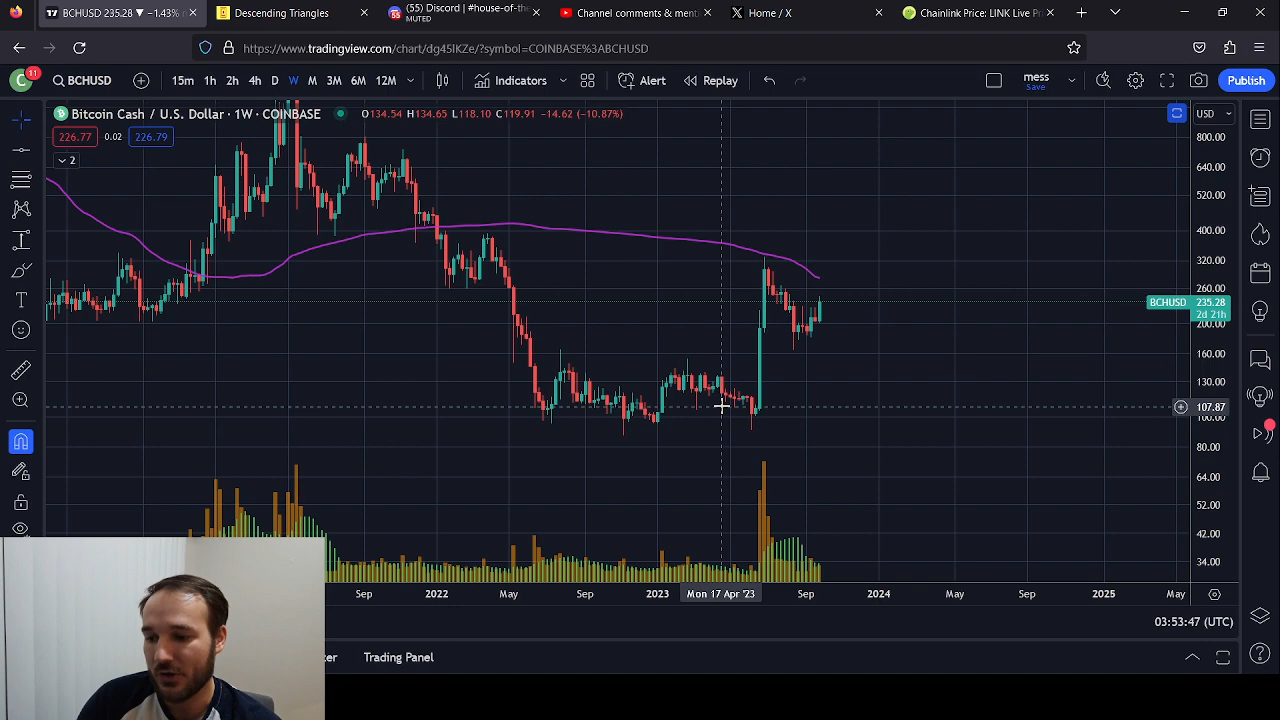 BCHUSD 235.28 ▼ −1.43%
Descending Triangles
(55) Discord | #house-of-the
MUTED
Channel comments & menti
Home / X
Chainlink Price: LINK Live Pri
https://www.tradingview.com/chart/dg45lKZe/?symbol=COINBASE%3ABCHUSD
C 11
BCHUSD
15m 1h 2h 4h D W M 3M 6M 12M
Indicators
Alert
Replay
mess
Save
Publish
Bitcoin Cash / U.S. Dollar · 1W · COINBASE
O134.54 H134.65 L118.10 C119.91 −14.62 (−10.87%)
USD
226.77 0.02 226.79
2
800.00
640.00
520.00
400.00
320.00
260.00
BCHUSD 235.28
2d 21h
200.00
160.00
130.00
107.87
100.00
80.00
64.00
52.00
42.00
34.00
Sep 2022 May Sep 2023 Mon 17 Apr '23 Sep 2024 May Sep 2025 May
03:53:47 (UTC)
Trading Panel